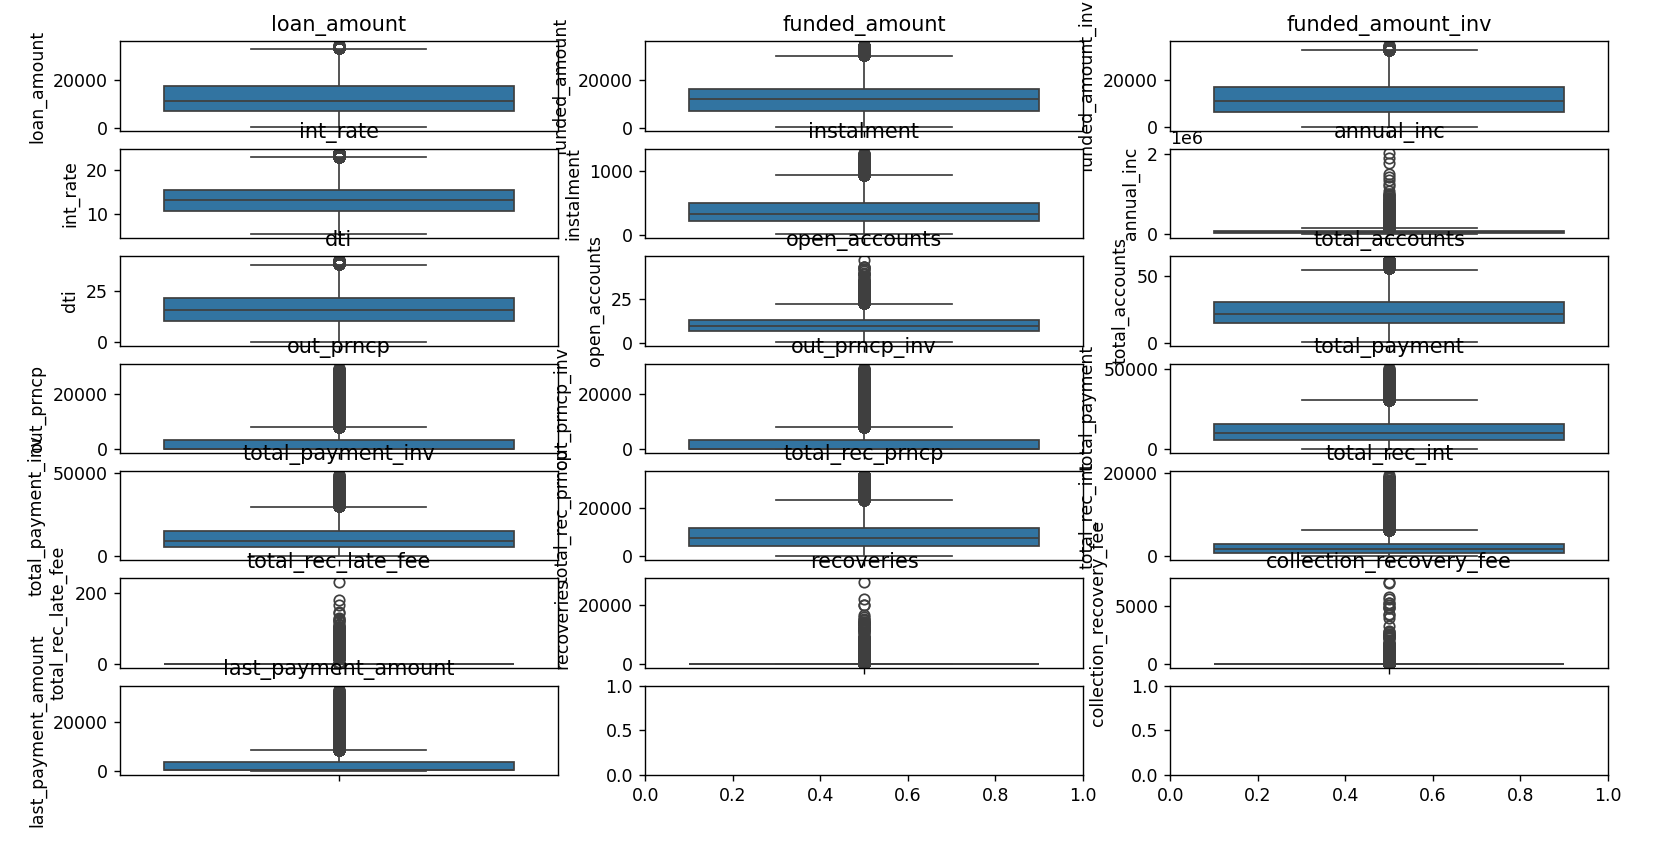 loan_amount
funded_amount
funded_amount_inv
loan_amount
20000
0
funded_amount
20000
0
funded_amount_inv
20000
0
int_rate
instalment
annual_inc
int_rate
20
10
instalment
1000
0
annual_inc
1e6
2
0
dti
open_accounts
total_accounts
dti
25
0
open_accounts
25
0
total_accounts
50
0
out_prncp
out_prncp_inv
total_payment
out_prncp
20000
0
out_prncp_inv
20000
0
total_payment
50000
0
total_payment_inv
total_rec_prncp
total_rec_int
total_payment_inv
50000
0
total_rec_prncp
20000
0
total_rec_int
20000
0
total_rec_late_fee
recoveries
collection_recovery_fee
total_rec_late_fee
200
0
recoveries
20000
0
collection_recovery_fee
5000
0
last_payment_amount
last_payment_amount
20000
0
1.0
0.5
0.0
0.0 0.2 0.4 0.6 0.8 1.0
1.0
0.5
0.0
0.0 0.2 0.4 0.6 0.8 1.0